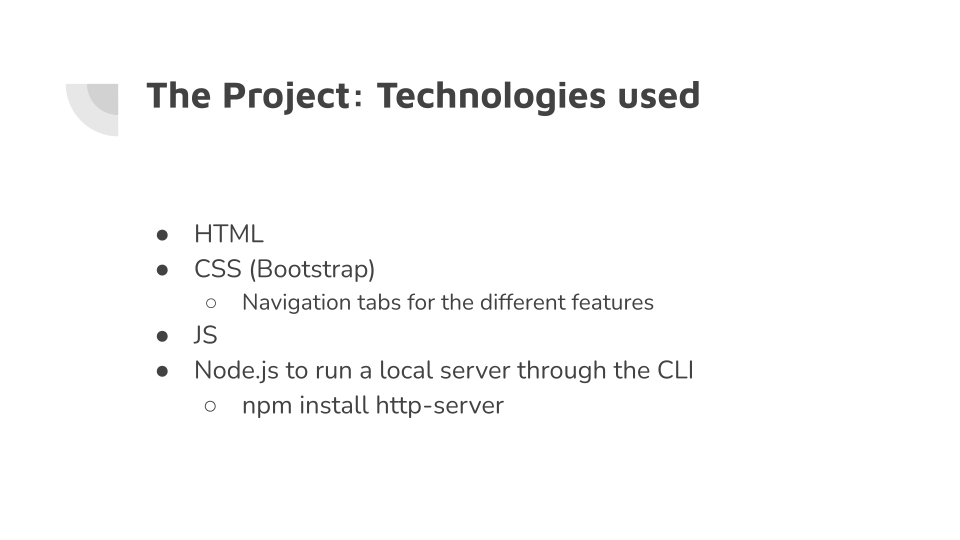 The Project: Technologies used
● HTML
● CSS (Bootstrap)
○ Navigation tabs for the different features
● JS
● Node.js to run a local server through the CLI
○ npm install http-server